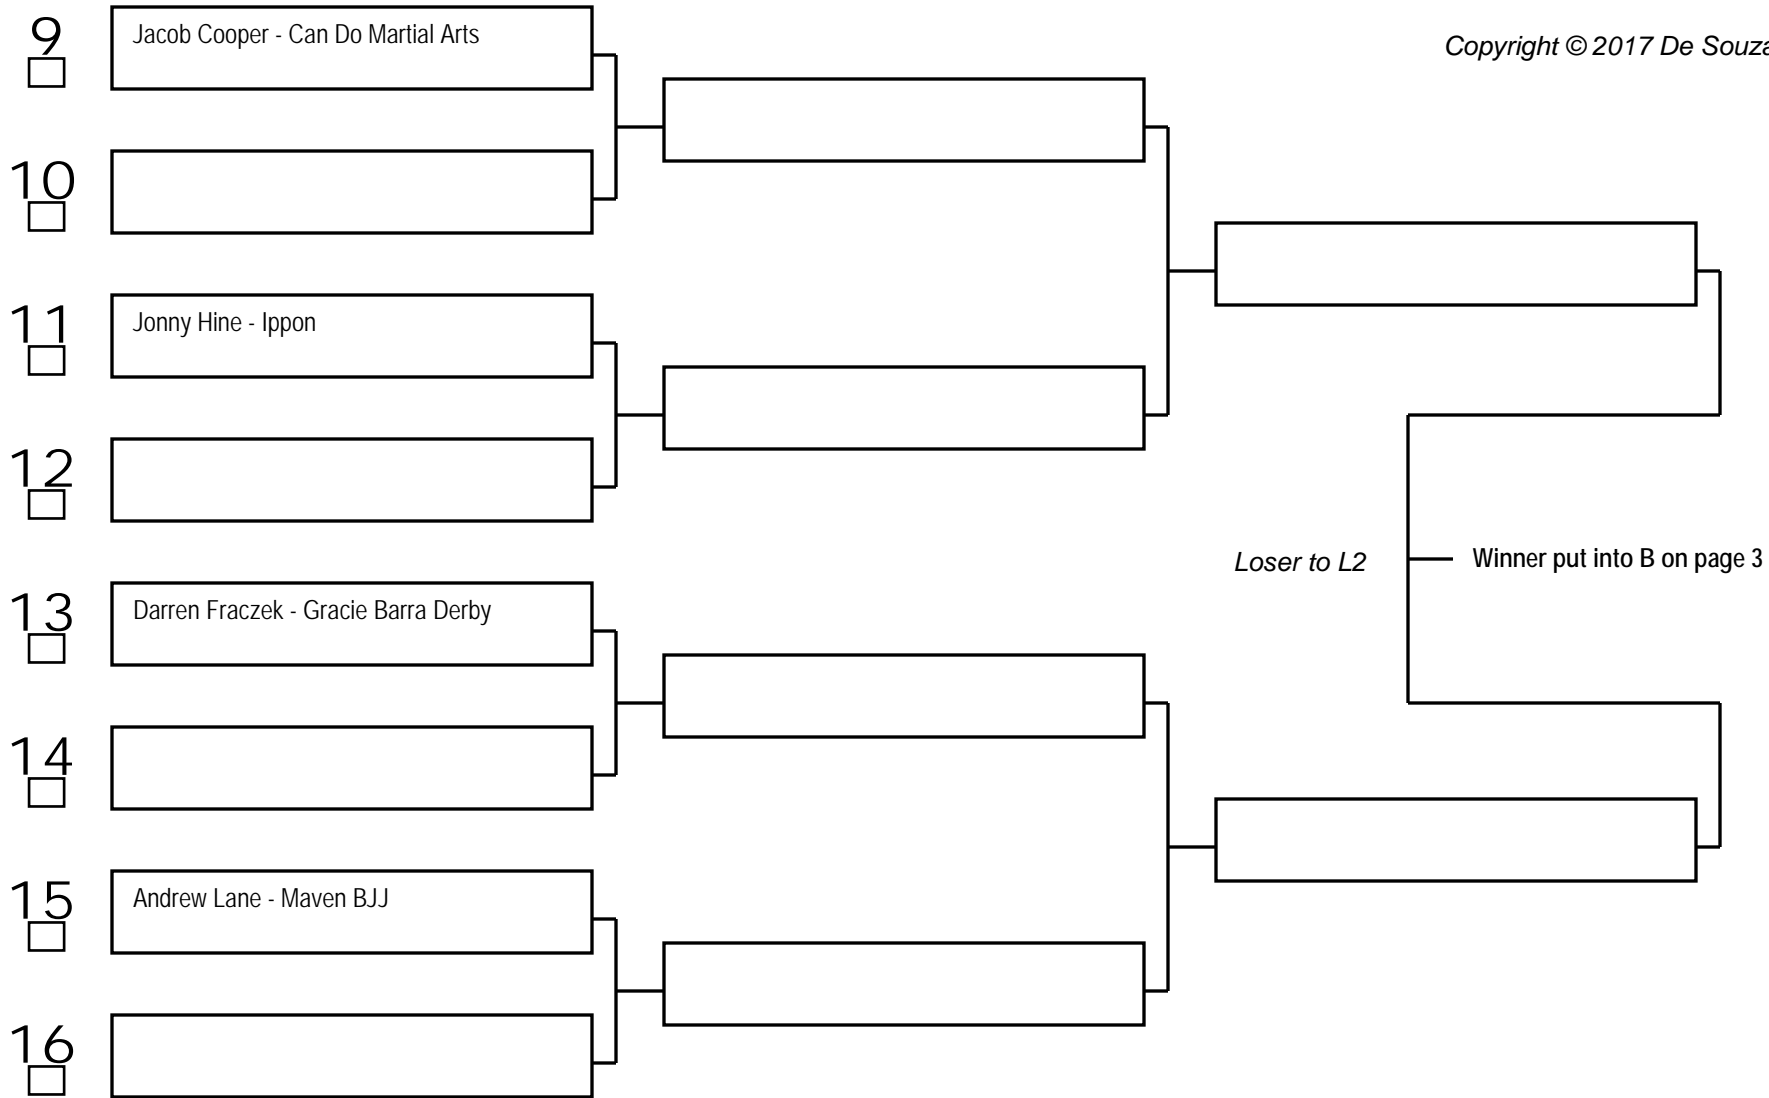 9
Jacob Cooper - Can Do Martial Arts
Copyright © 2017 De Souza
10
11
Jonny Hine - Ippon
12
Loser to L2
Winner put into B on page 3
13
Darren Fraczek - Gracie Barra Derby
14
15
Andrew Lane - Maven BJJ
16